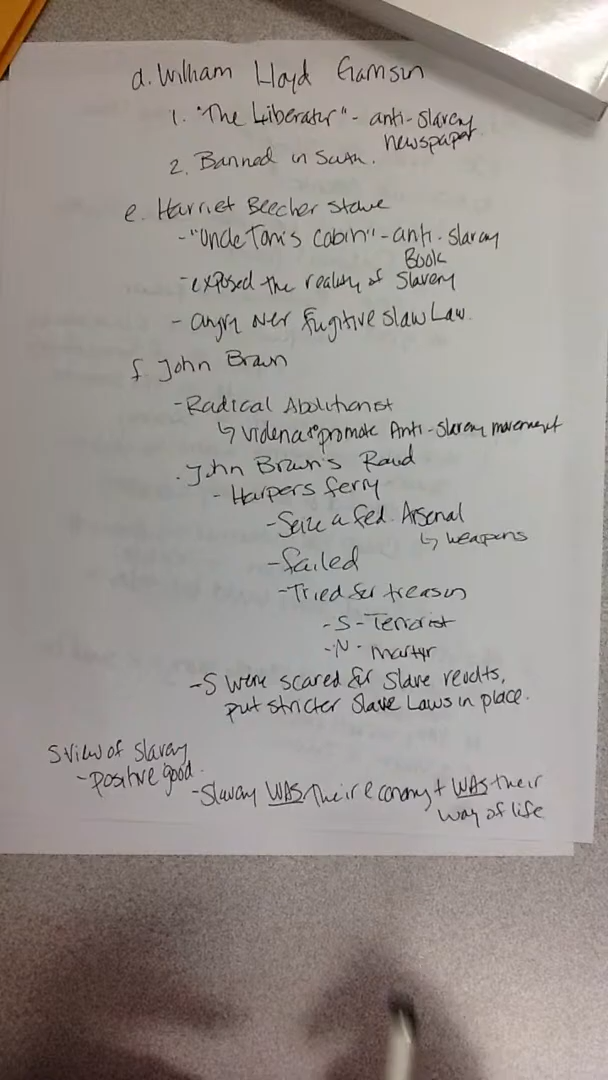 d. William Lloyd Garrison
1. "The Liberator" - anti-slavery
newspaper
2. Banned in South.
e. Harriet Beecher Stowe
- "Uncle Tom's Cabin" - anti-slavery
Book
- exposed the reality of Slavery
- angry over Fugitive Slave Law.
f. John Brown
- Radical Abolitionist
↳ Violence to promote Anti-Slavery movement
. John Brown's Raid
- Harpers ferry
- Seize a fed. Arsenal
↳ weapons
- failed
- Tried for treason
- S - Terrorist
- N - martyr
- S were scared for Slave revolts,
put stricter Slave Laws in place.
S view of slavery
- Positive good.
- Slavery WAS their economy + WAS their
way of life